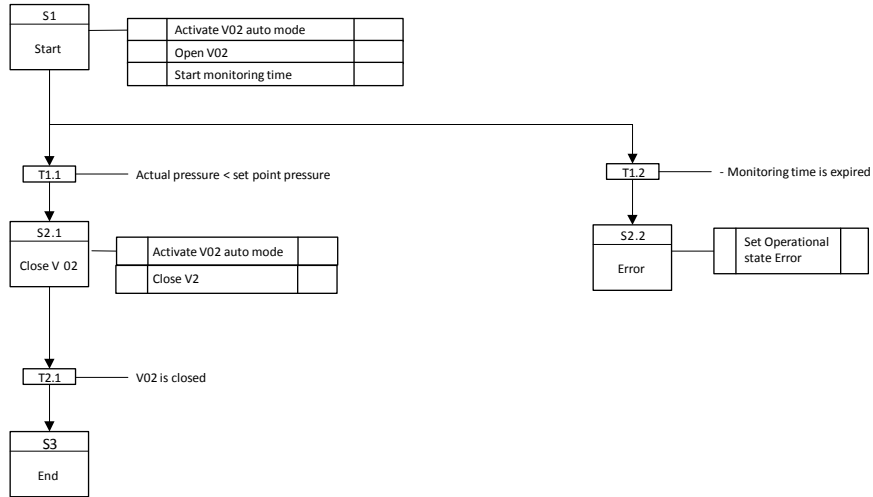 S1
Start
Activate V02 auto mode
Open V02
Start monitoring time
T1.1
Actual pressure < set point pressure
T1.2
- Monitoring time is expired
S2.1
Close V 02
Activate V02 auto mode
Close V2
S2.2
Error
Set Operational
state Error
T2.1
V02 is closed
S3
End